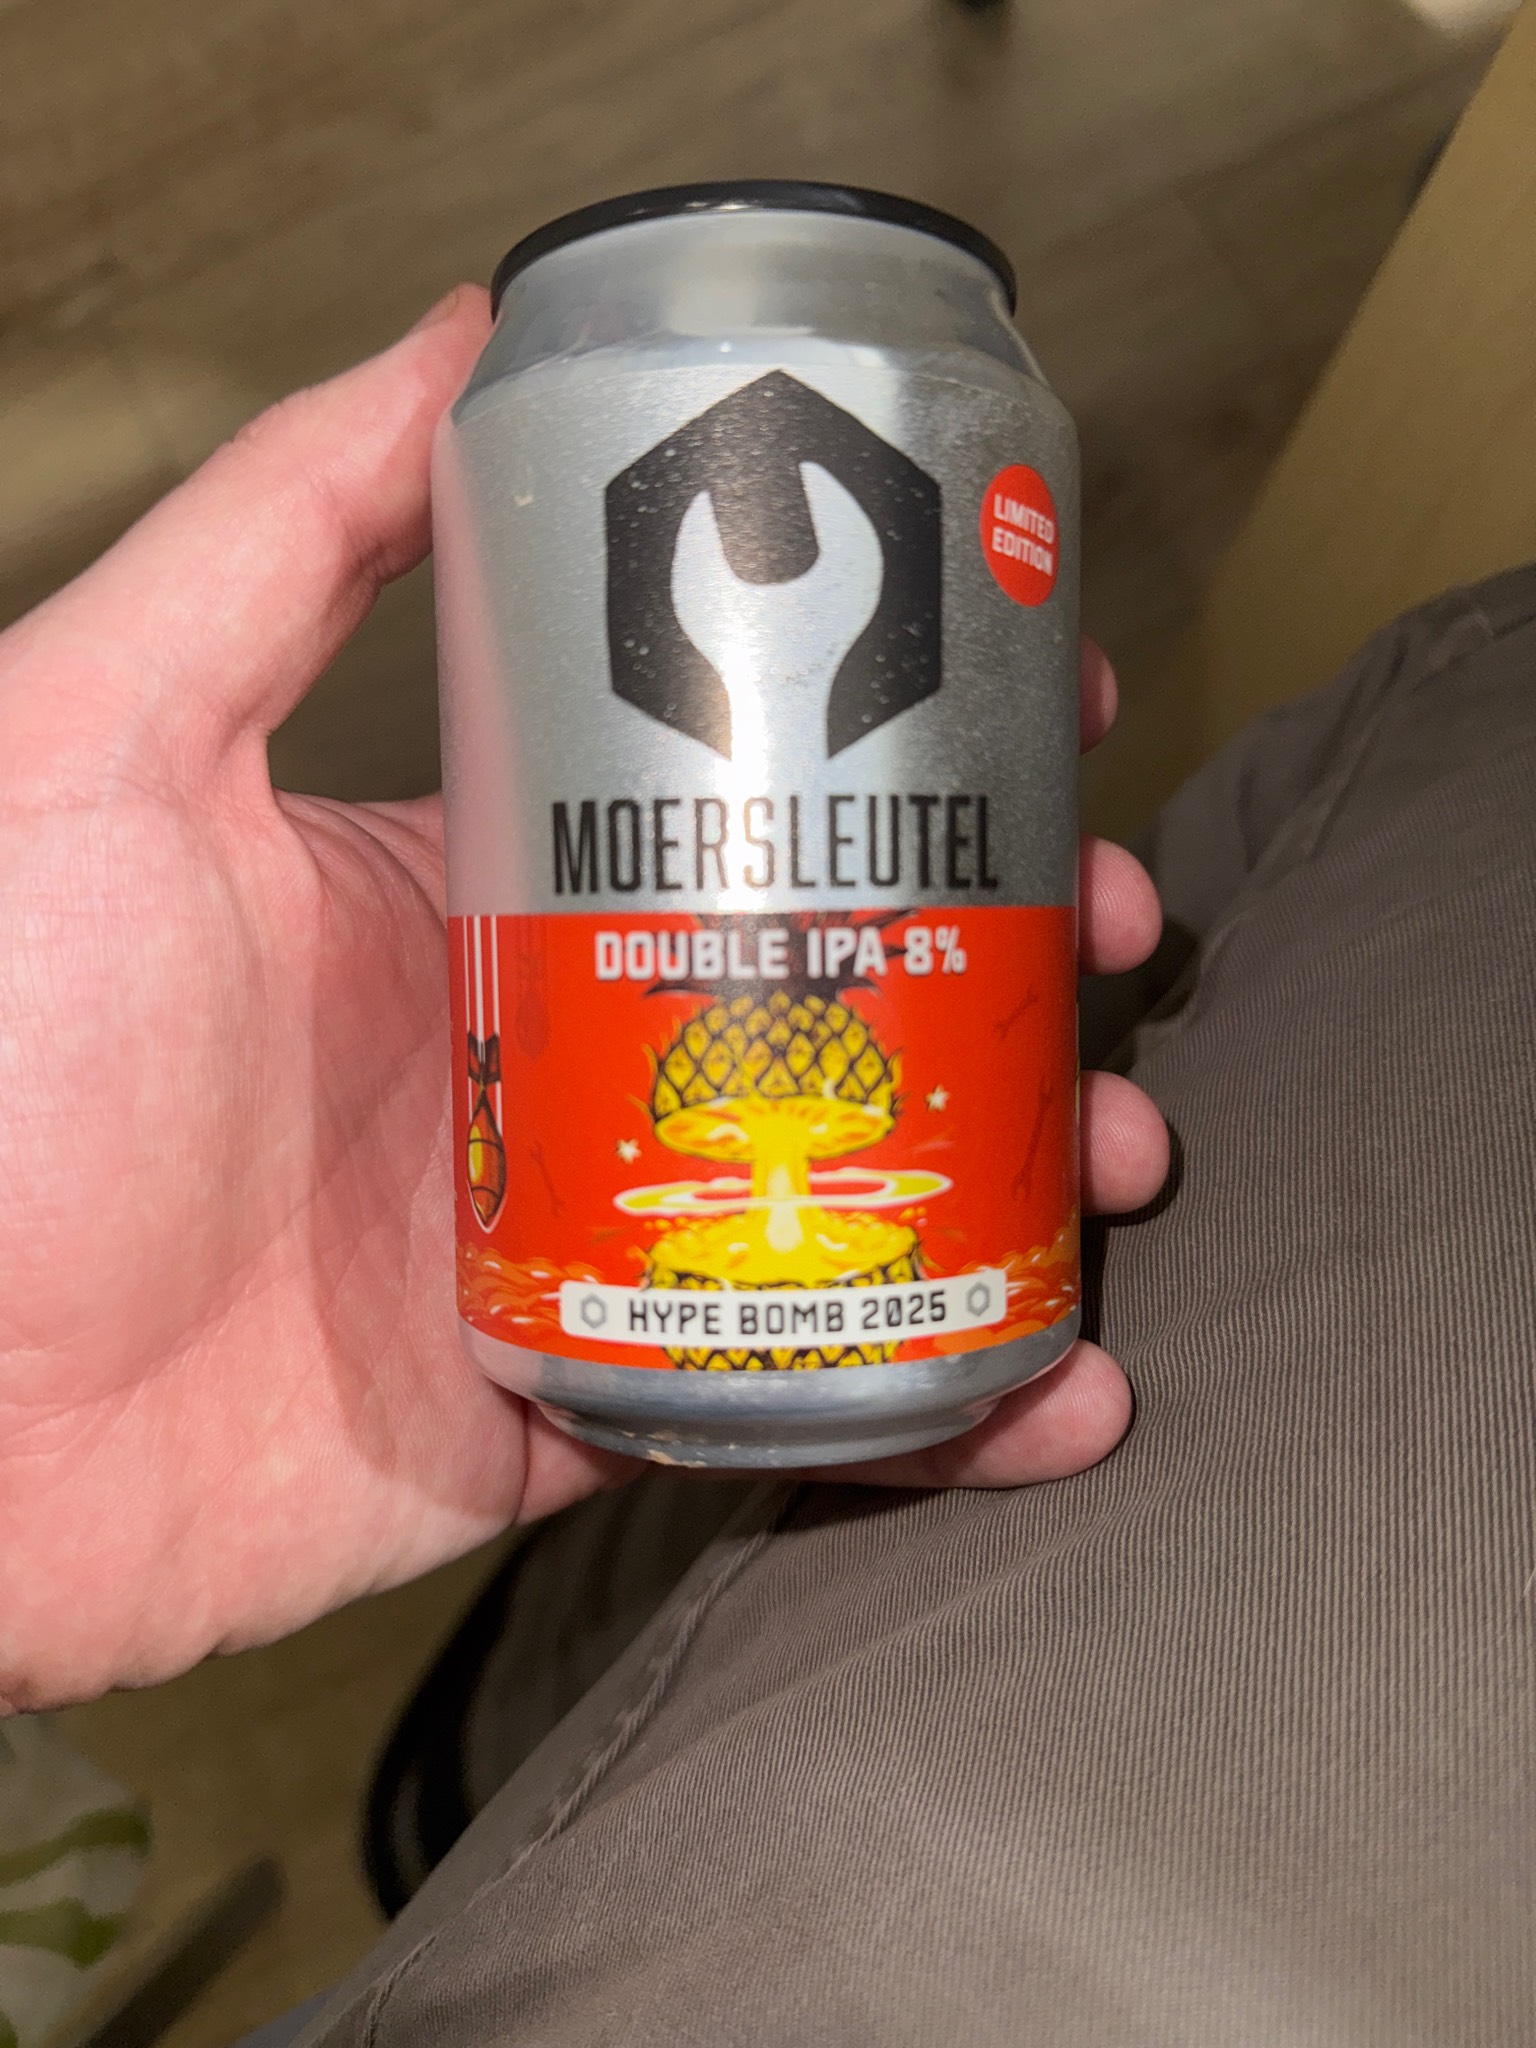 LIMITED
EDITION
MOERSLEUTEL
DOUBLE IPA 8%
HYPE BOMB 2025